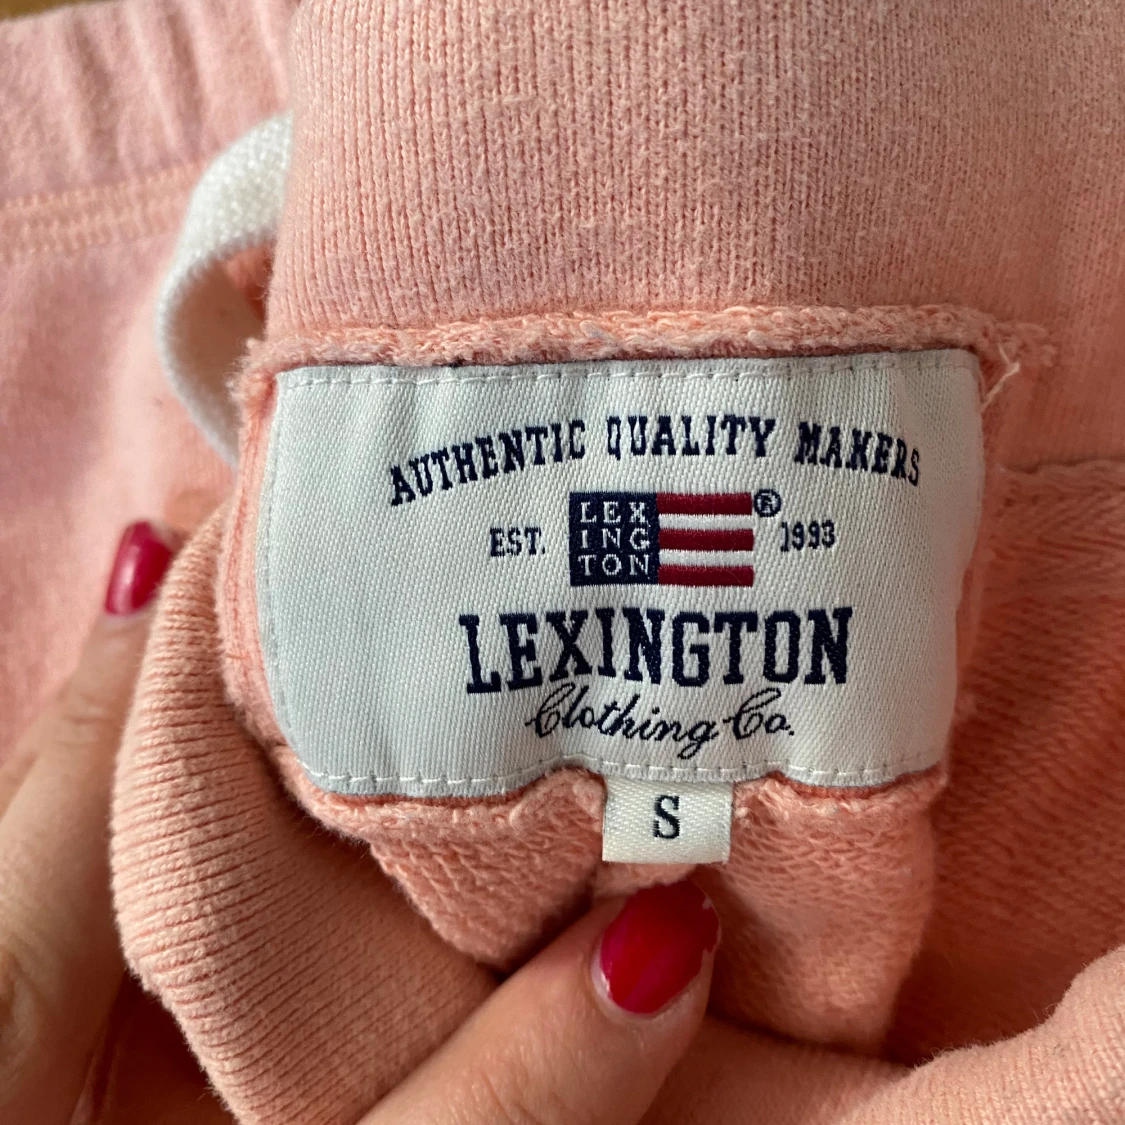 AUTHENTIC QUALITY MAKERS
EST. LEX ® 1993
ING
TON
LEXINGTON
Clothing Co.
S